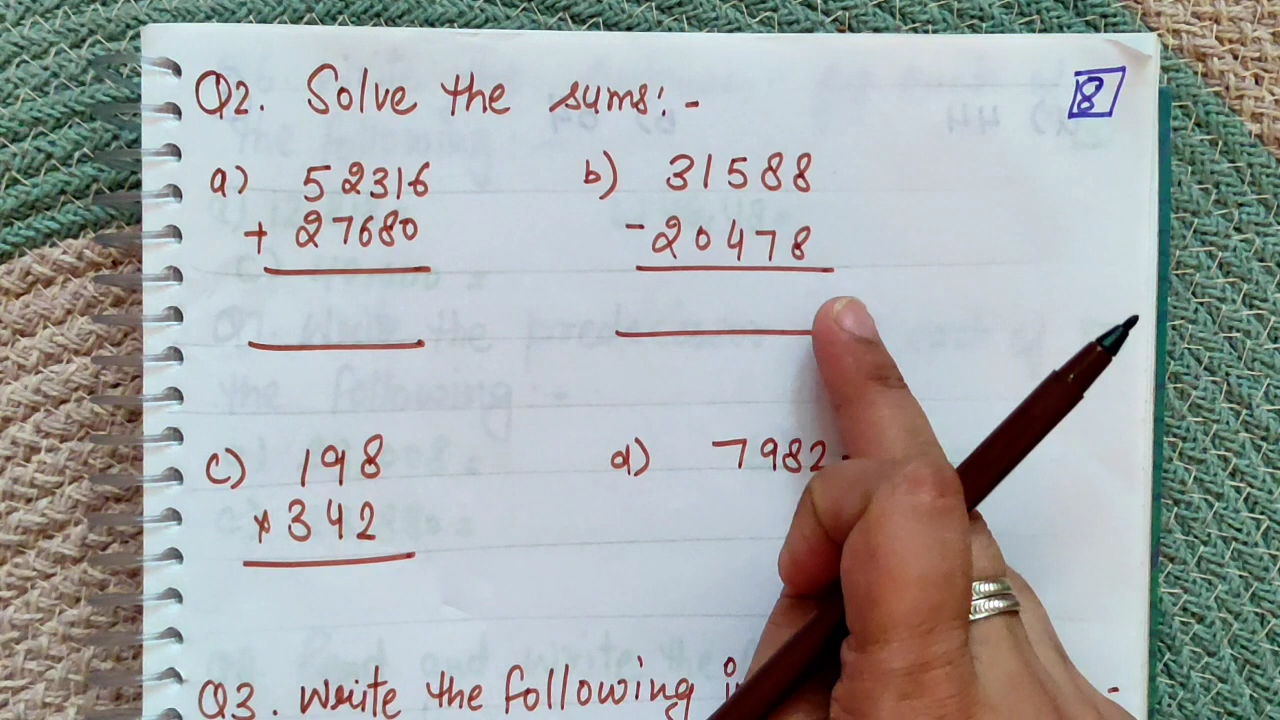 Q2. Solve the sums:-
8
a) 52316
+ 27680
b) 31588
- 20478
c) 198
× 342
d) 7982
Q3. Write the following